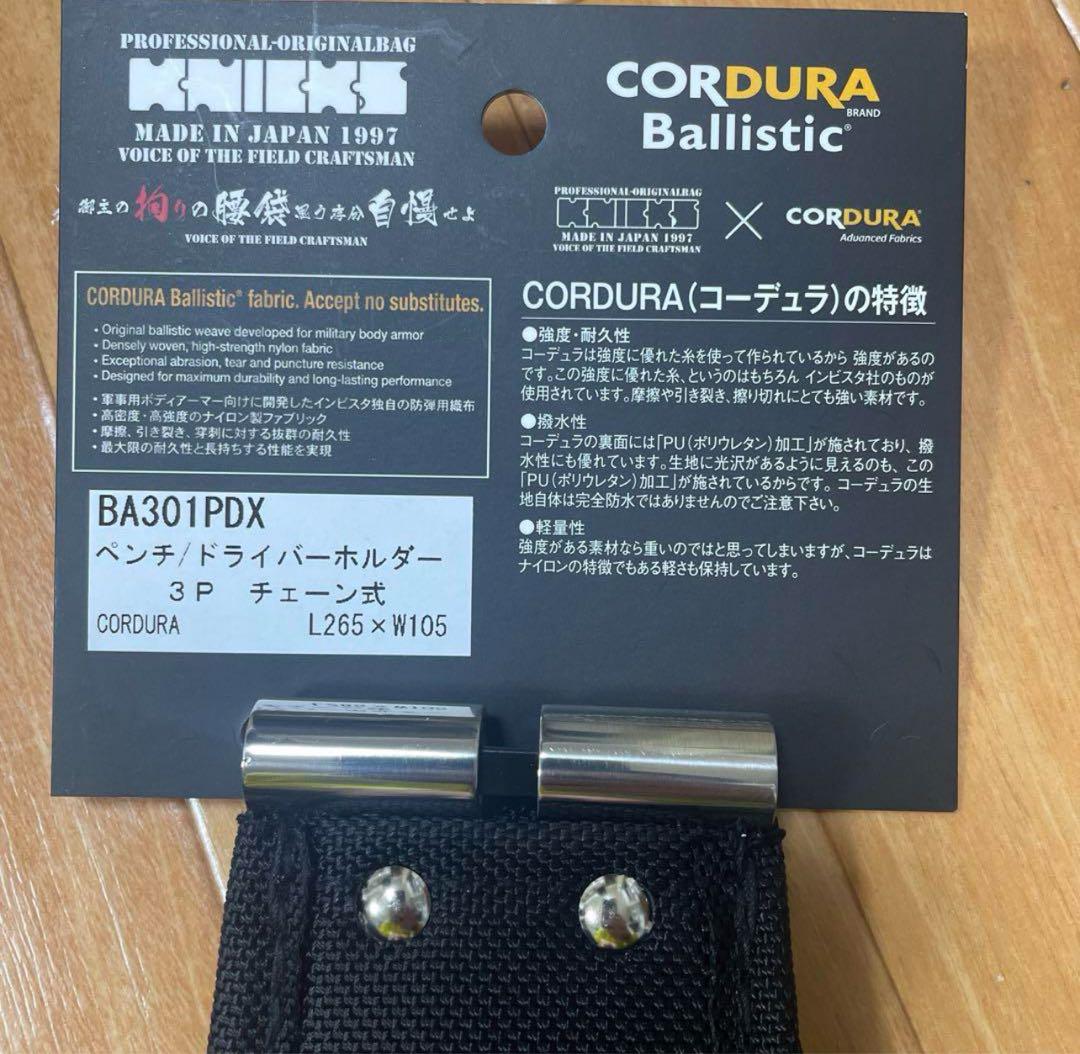 PROFESSIONAL-ORIGINALBAG
KNICKS
MADE IN JAPAN 1997
VOICE OF THE FIELD CRAFTSMAN
御主の拘りの腰袋思う存分自慢せよ
VOICE OF THE FIELD CRAFTSMAN
CORDURA Ballistic® fabric. Accept no substitutes.
• Original ballistic weave developed for military body armor
• Densely woven, high-strength nylon fabric
• Exceptional abrasion, tear and puncture resistance
• Designed for maximum durability and long-lasting performance
・軍事用ボディアーマー向けに開発したインビスタ独自の防弾用織布
・高密度・高強度のナイロン製ファブリック
・摩擦、引き裂き、穿刺に対する抜群の耐久性
・最大限の耐久性と長持ちする性能を実現
BA301PDX
ペンチ/ドライバーホルダー
3P チェーン式
CORDURA L265×W105
CORDURA
BRAND
Ballistic®
PROFESSIONAL-ORIGINALBAG
KNICKS
MADE IN JAPAN 1997
VOICE OF THE FIELD CRAFTSMAN
×
CORDURA®
Advanced Fabrics
CORDURA(コーデュラ)の特徴
●強度・耐久性
コーデュラは強度に優れた糸を使って作られているから 強度があるの
です。この強度に優れた糸、というのはもちろん インビスタ社のものが
使用されています。摩擦や引き裂き、擦り切れにとても強い素材です。
●撥水性
コーデュラの裏面には「PU(ポリウレタン)加工」が施されており、撥
水性にも優れています。生地に光沢があるように見えるのも、この
「PU(ポリウレタン)加工」が施されているからです。コーデュラの生
地自体は完全防水ではありませんのでご注意下さい。
●軽量性
強度がある素材なら重いのではと思ってしまいますが、コーデュラは
ナイロンの特徴でもある軽さも保持しています。